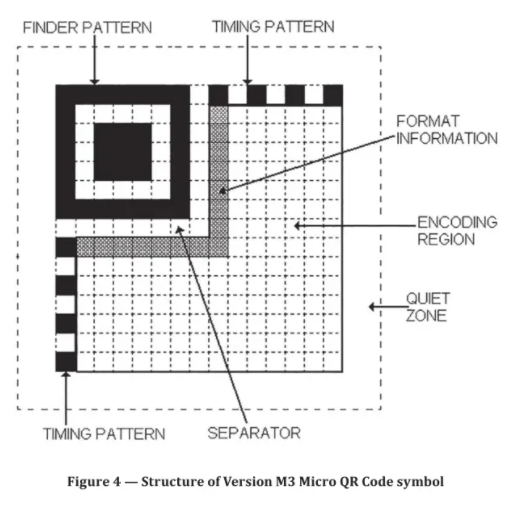 FINDER PATTERN
TIMING PATTERN
FORMAT
INFORMATION
ENCODING
REGION
QUIET
ZONE
TIMING PATTERN
SEPARATOR
Figure 4 — Structure of Version M3 Micro QR Code symbol